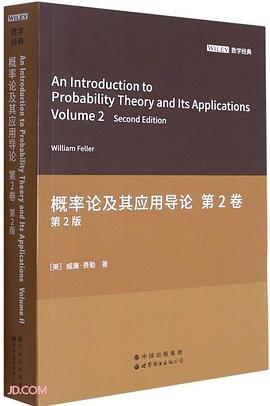 WILEY 数学经典
An Introduction to
Probability Theory and Its Applications
Volume 2 Second Edition
William Feller
概率论及其应用导论 第2卷
第2版
[美] 威廉·费勒 著
中国出版集团
世界图书出版公司
An Introduction to
Probability Theory and Its Applications Volume II
概率论及其应用导论 第2卷 第2版
JD.COM